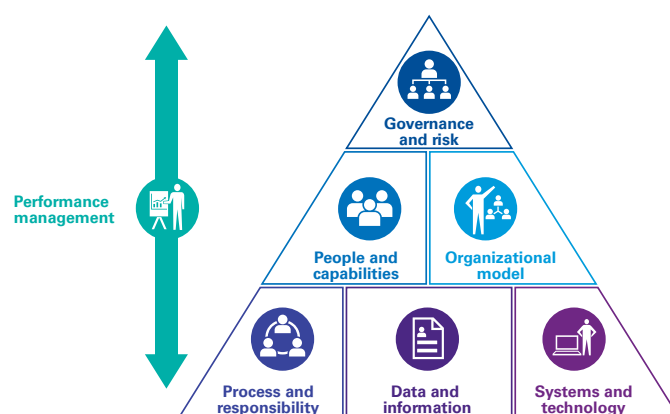 Governance
and risk
Performance
management
People and
capabilities
Organizational
model
Process and
responsibility
Data and
information
Systems and
technology